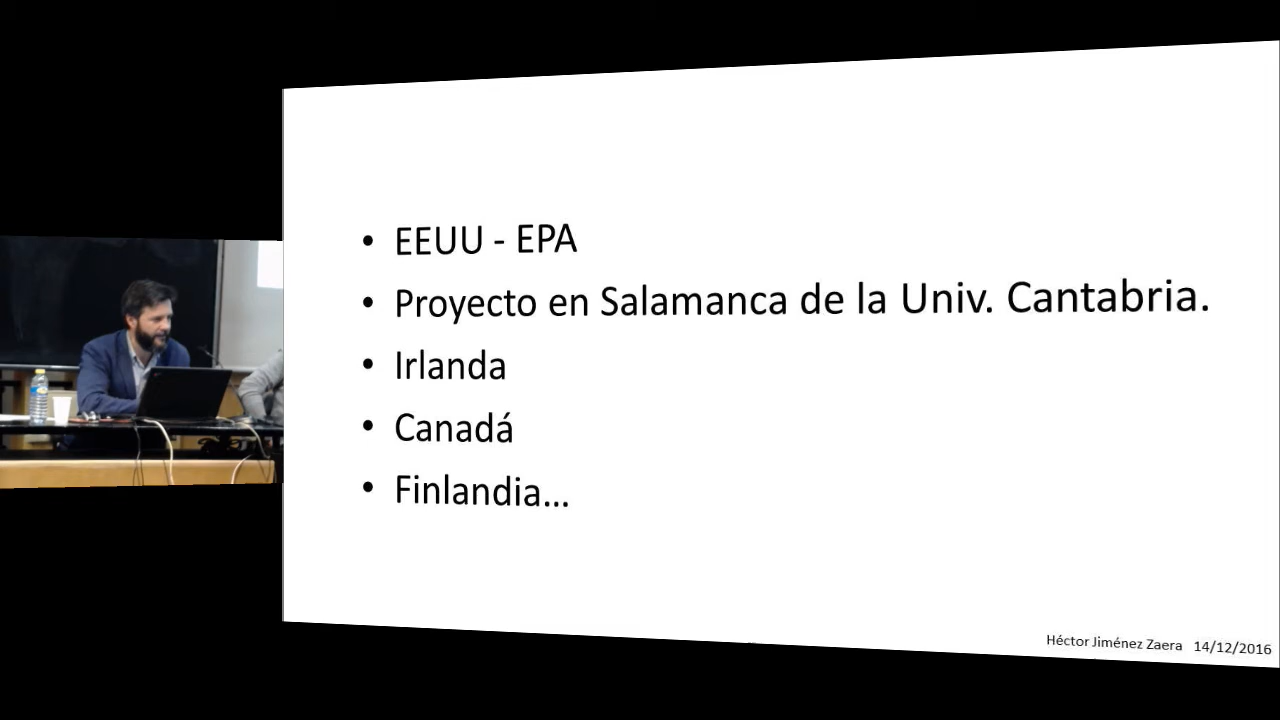 • EEUU - EPA
• Proyecto en Salamanca de la Univ. Cantabria.
• Irlanda
• Canadá
• Finlandia...
Héctor Jiménez Zaera 14/12/2016